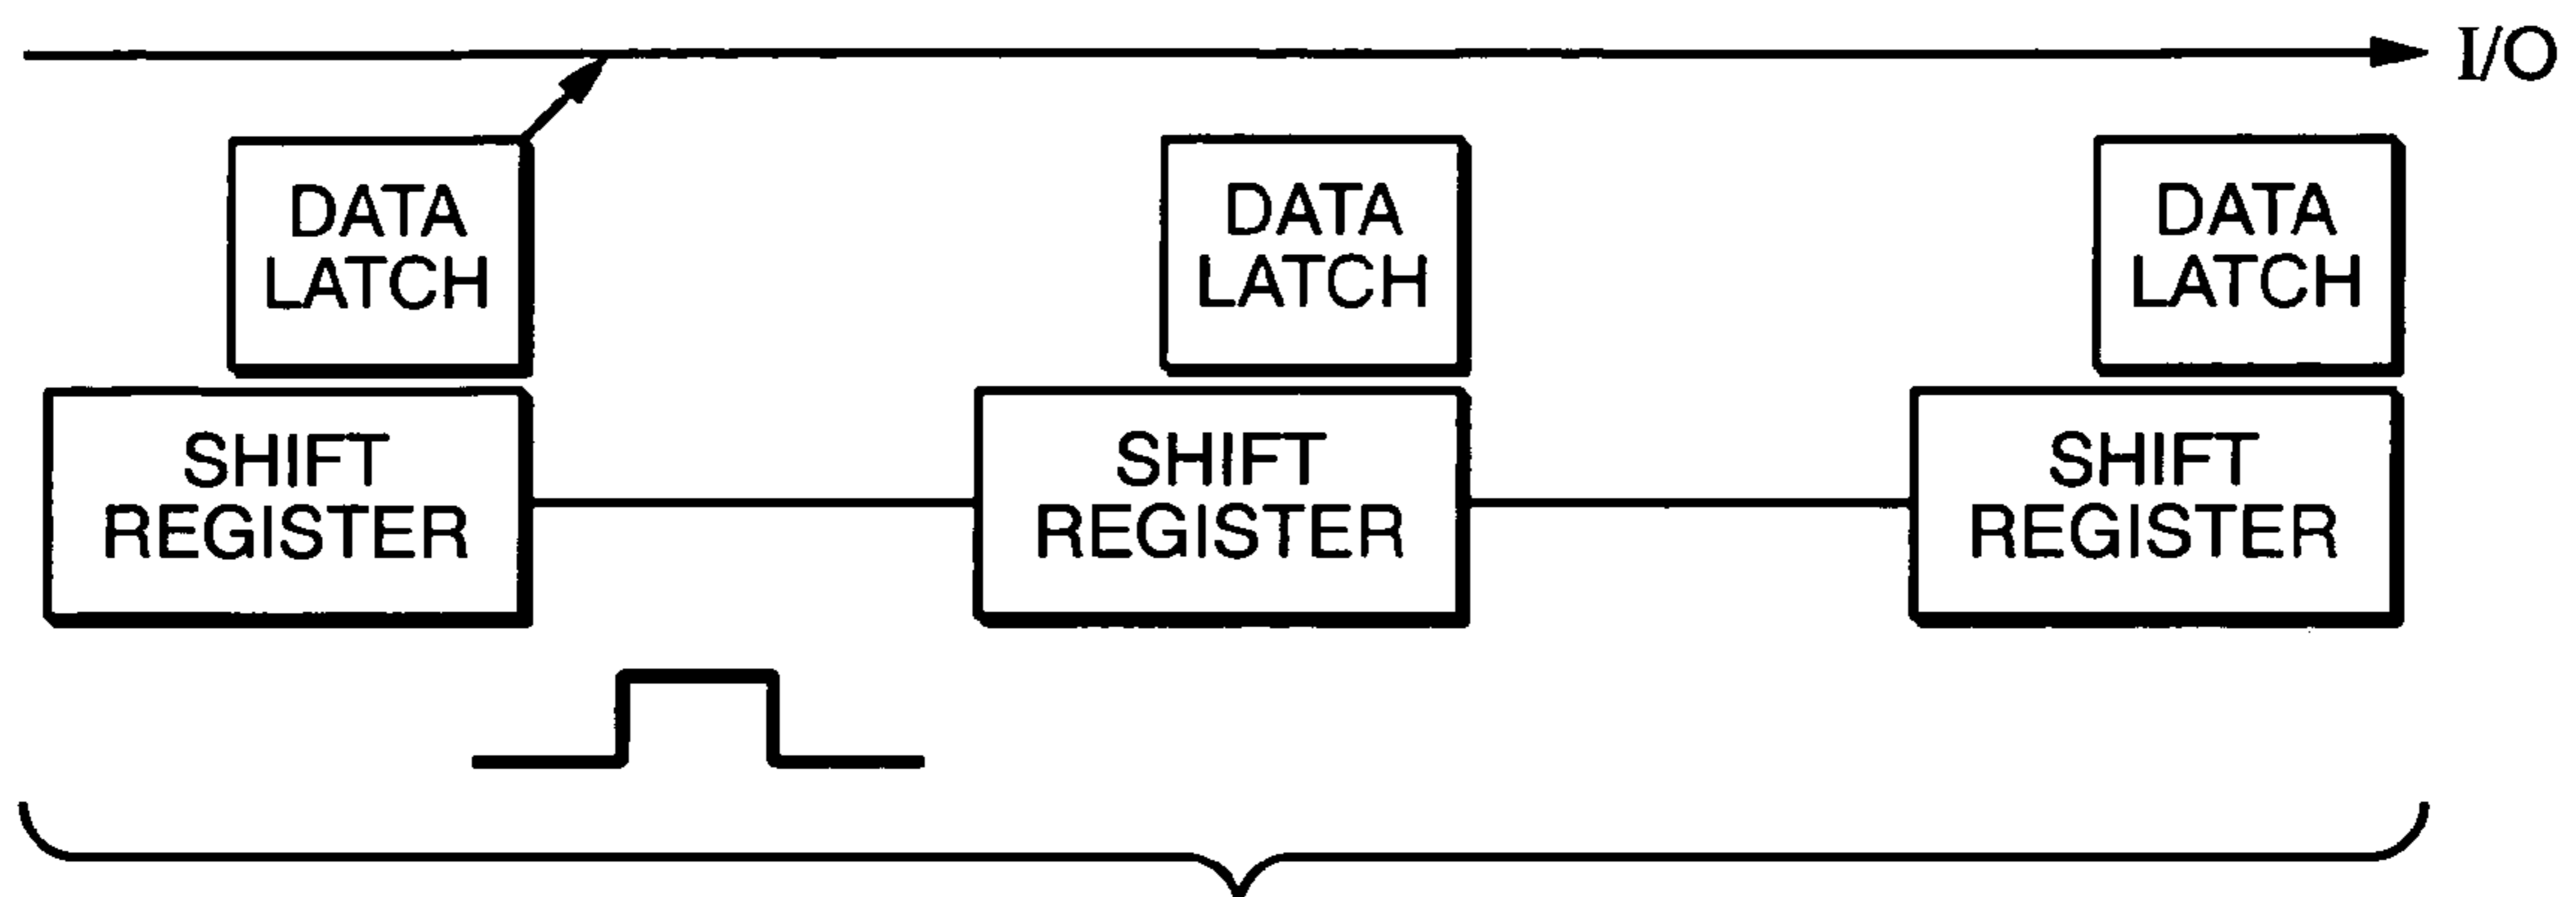 I/O
DATA
LATCH
DATA
LATCH
DATA
LATCH
SHIFT
REGISTER
SHIFT
REGISTER
SHIFT
REGISTER